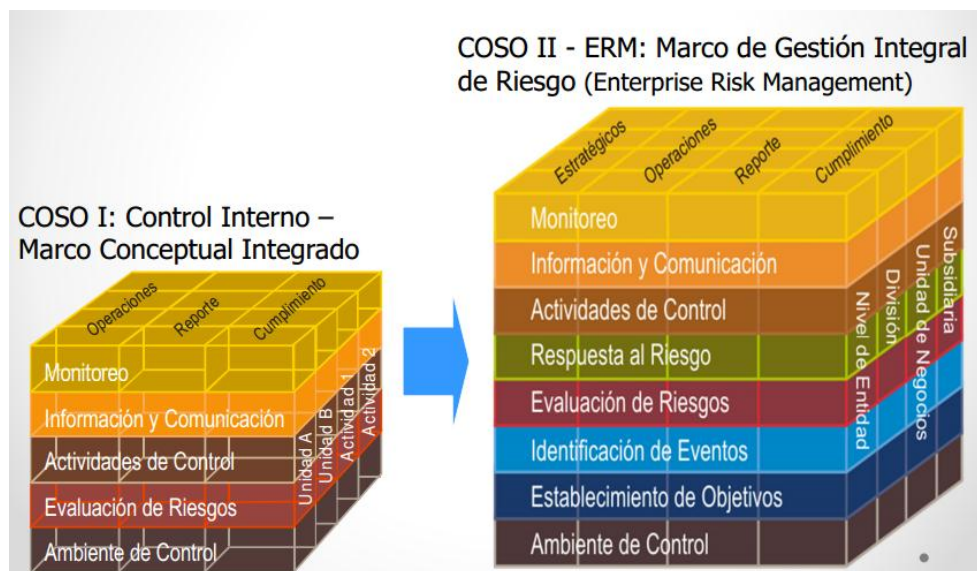 COSO II - ERM: Marco de Gestión Integral
de Riesgo (Enterprise Risk Management)
COSO I: Control Interno –
Marco Conceptual Integrado
Operaciones
Reporte
Cumplimiento
Monitoreo
Información y Comunicación
Actividades de Control
Evaluación de Riesgos
Ambiente de Control
Unidad A
Unidad B
Actividad 1
Actividad 2
Estratégicos
Operaciones
Reporte
Cumplimiento
Monitoreo
Información y Comunicación
Actividades de Control
Respuesta al Riesgo
Evaluación de Riesgos
Identificación de Eventos
Establecimiento de Objetivos
Ambiente de Control
Nivel de Entidad
División
Unidad de Negocios
Subsidiaria